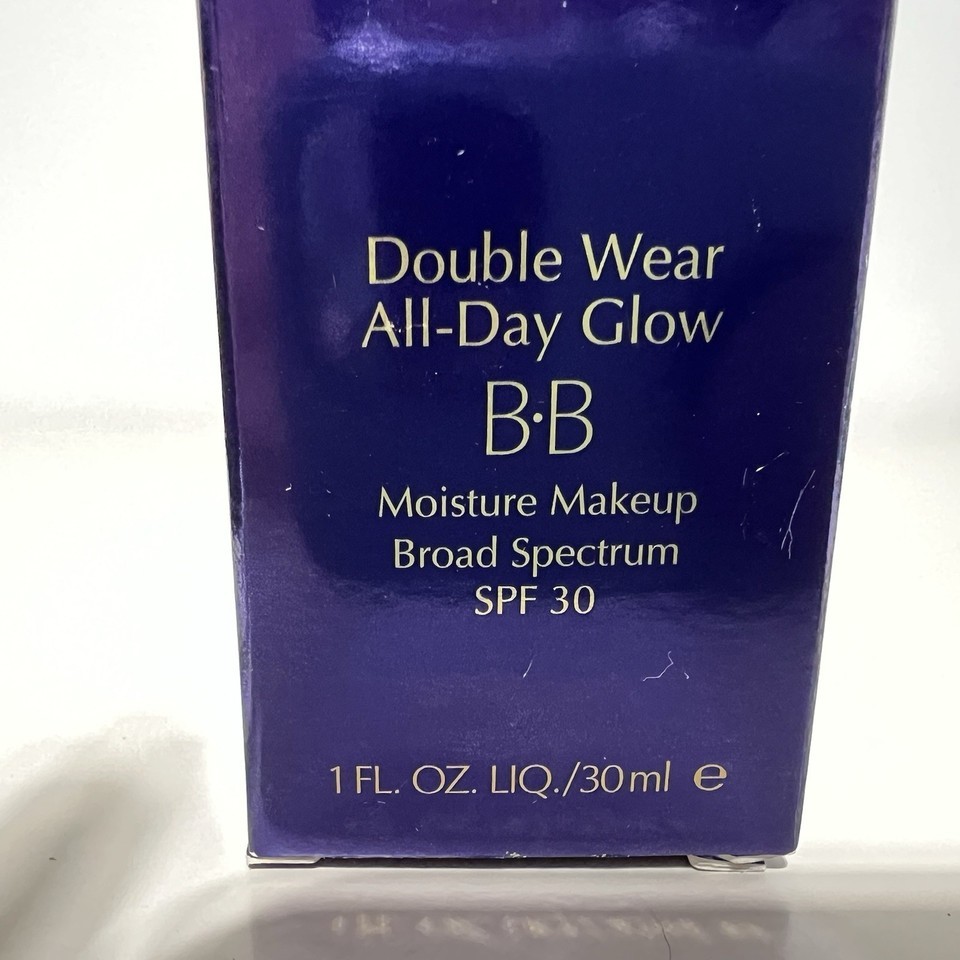 Double Wear
All-Day Glow
B·B
Moisture Makeup
Broad Spectrum
SPF 30
1 FL. OZ. LIQ./30ml ℮